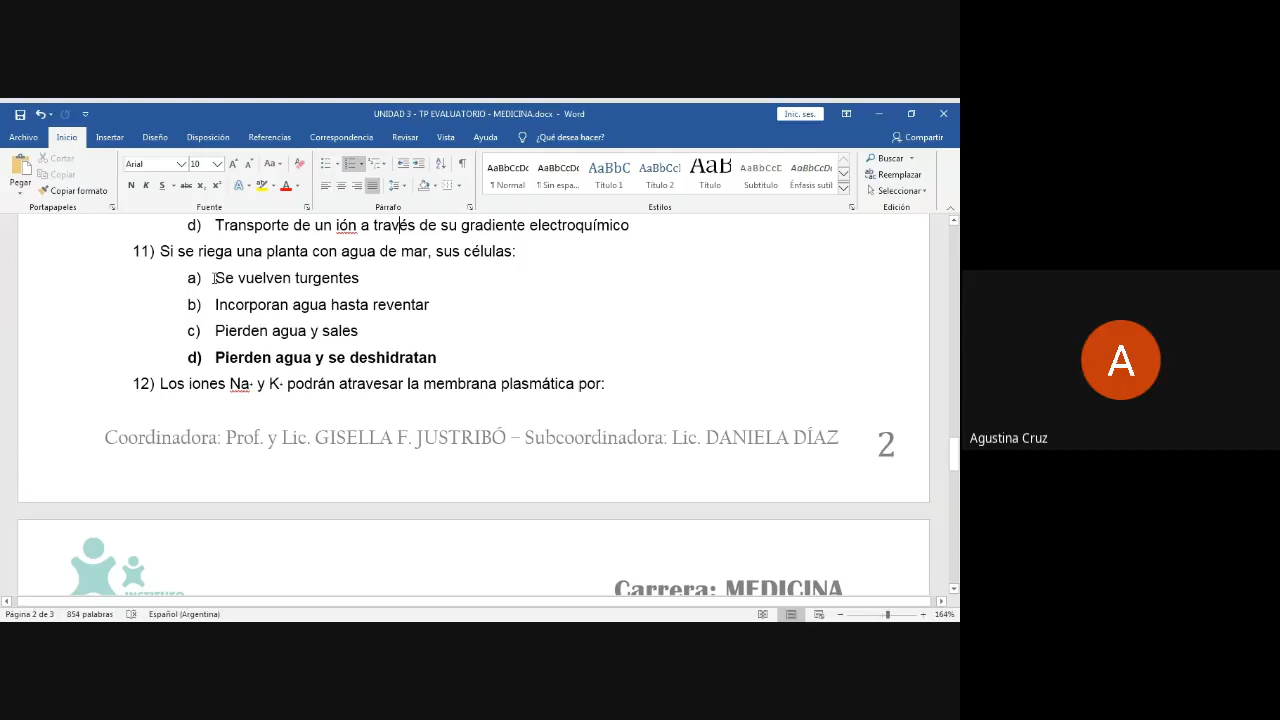 UNIDAD 3 - TP EVALUATORIO - MEDICINA.docx - Word
Inic. ses.
Archivo Inicio Insertar Diseño Disposición Referencias Correspondencia Revisar Vista Ayuda ¿Qué desea hacer? Compartir
Pegar
Cortar
Copiar
Copiar formato
Arial 10
N K S abc x₂ x²
AaBbCcDc AaBbCcDc AaBbC AaBbCcI AaB AaBbCcD AaBbCcDc
¶ Normal ¶ Sin espa... Título 1 Título 2 Título Subtítulo Énfasis sutil
Buscar
Reemplazar
Seleccionar
Portapapeles Fuente Párrafo Estilos Edición
d) Transporte de un ión a través de su gradiente electroquímico
11) Si se riega una planta con agua de mar, sus células:
a) Se vuelven turgentes
b) Incorporan agua hasta reventar
c) Pierden agua y sales
d) Pierden agua y se deshidratan
12) Los iones Na+ y K+ podrán atravesar la membrana plasmática por:
Coordinadora: Prof. y Lic. GISELLA F. JUSTRIBÓ – Subcoordinadora: Lic. DANIELA DÍAZ 2
Carrera: MEDICINA
Página 2 de 3 854 palabras Español (Argentina) 164%
A
Agustina Cruz